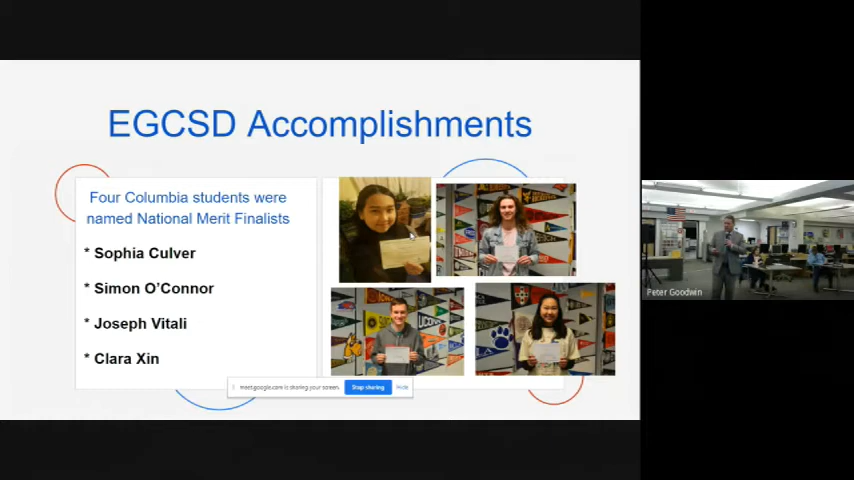 EGCSD Accomplishments
Four Columbia students were
named National Merit Finalists
* Sophia Culver
* Simon O’Connor
* Joseph Vitali
* Clara Xin
meet.google.com is sharing your screen.
Stop sharing
Hide
Peter Goodwin
UCONN